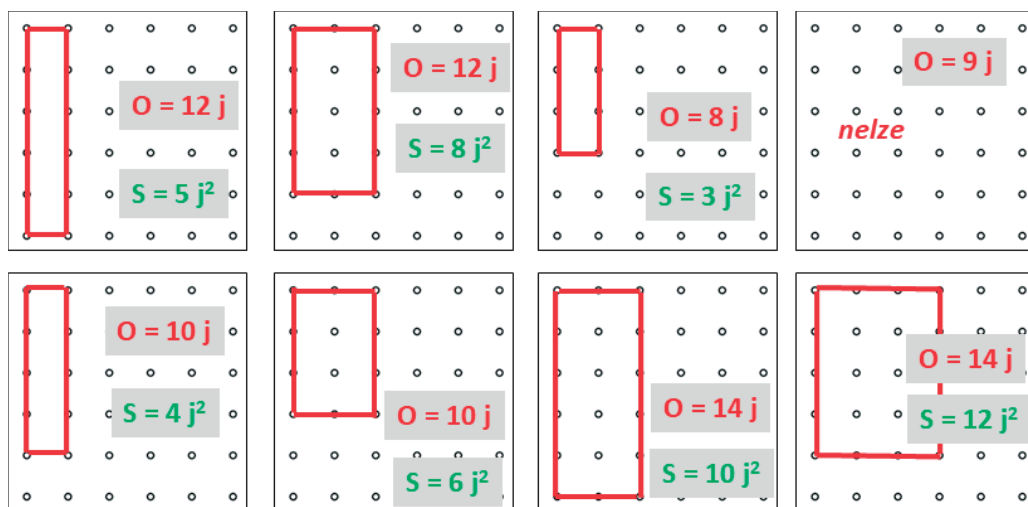 O = 12 j
S = 5 j²
O = 12 j
S = 8 j²
O = 8 j
S = 3 j²
O = 9 j
nelze
O = 10 j
S = 4 j²
O = 10 j
S = 6 j²
O = 14 j
S = 10 j²
O = 14 j
S = 12 j²